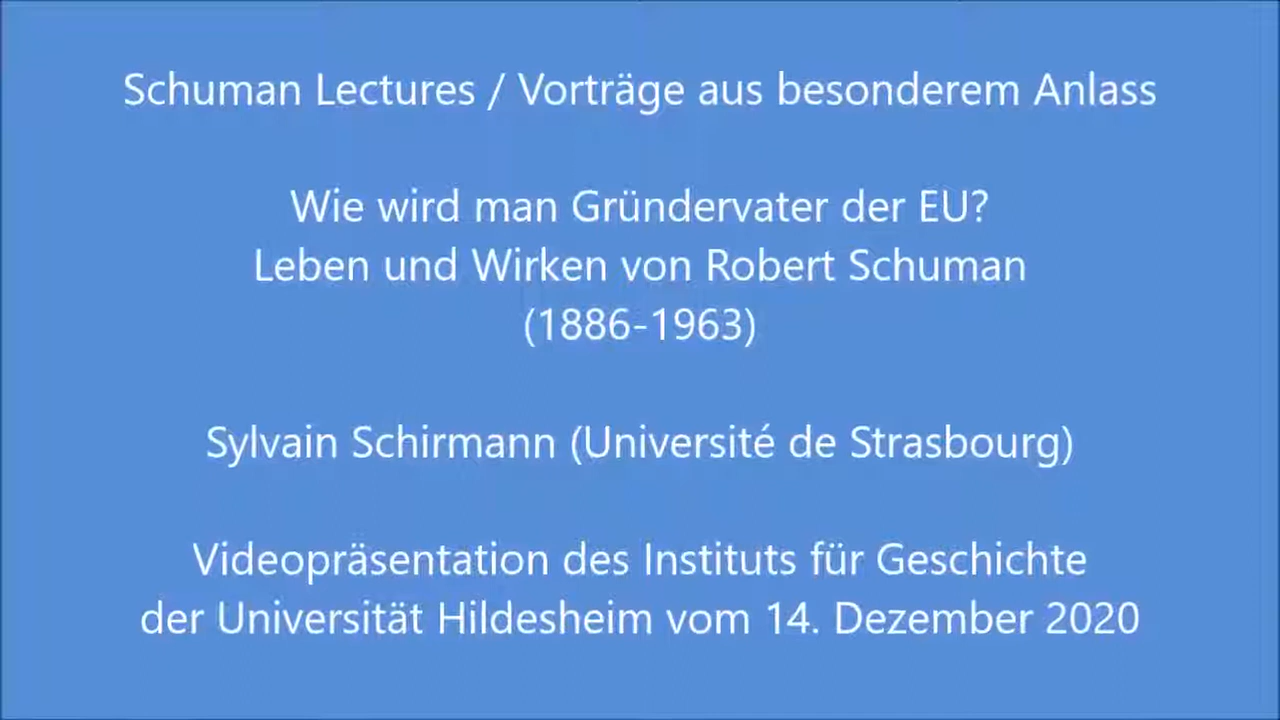 Schuman Lectures / Vorträge aus besonderem Anlass
Wie wird man Gründervater der EU?
Leben und Wirken von Robert Schuman
(1886-1963)
Sylvain Schirmann (Université de Strasbourg)
Videopräsentation des Instituts für Geschichte
der Universität Hildesheim vom 14. Dezember 2020